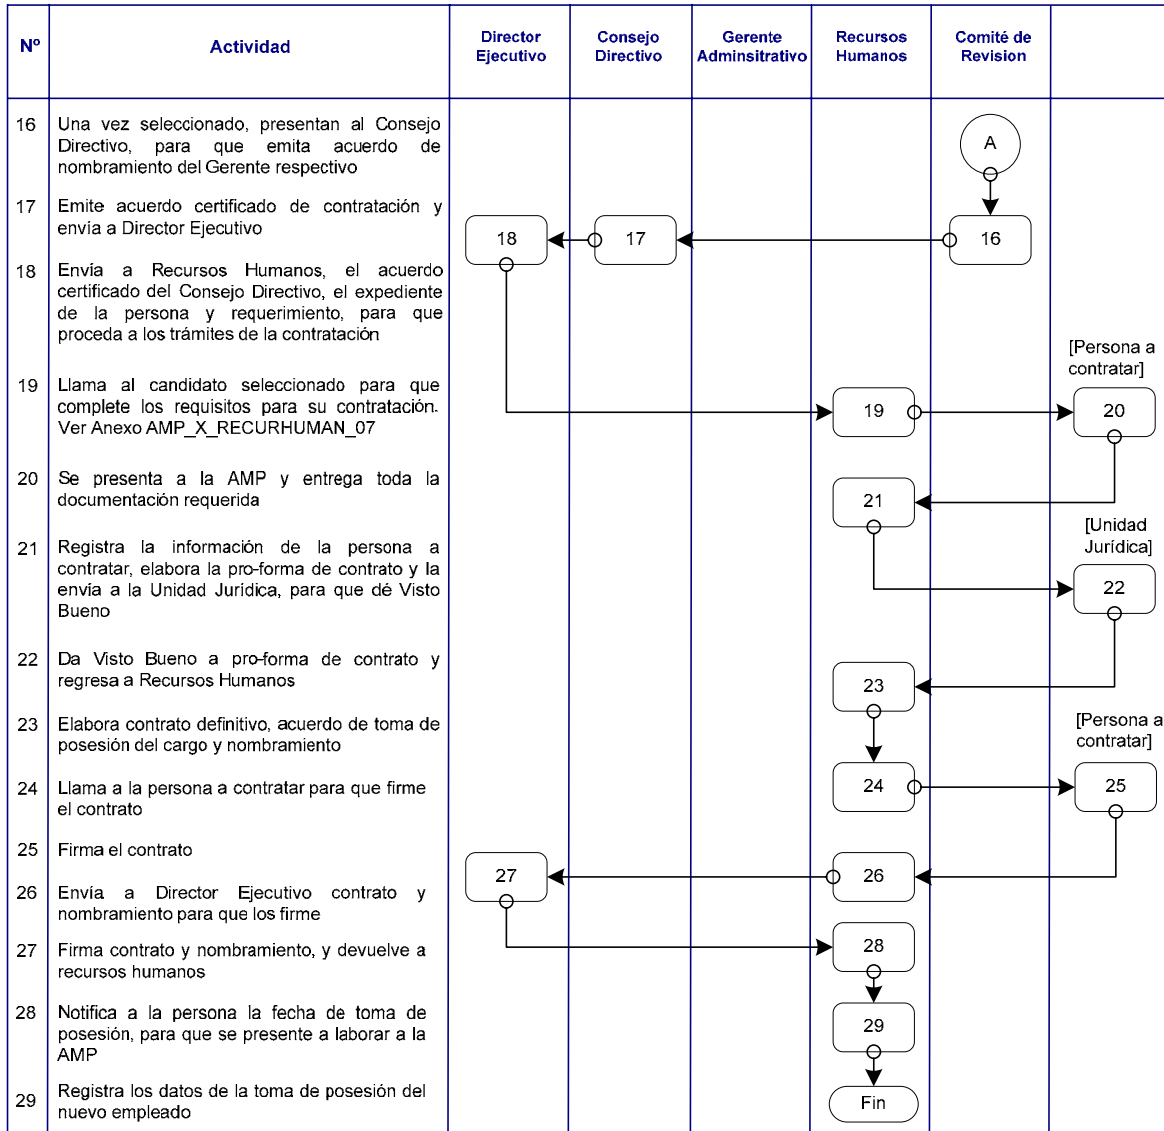 Nº
Actividad
Director
Ejecutivo
Consejo
Directivo
Gerente
Adminsitrativo
Recursos
Humanos
Comité de
Revision
16
Una vez seleccionado, presentan al Consejo
Directivo, para que emita acuerdo de
nombramiento del Gerente respectivo
A
17
Emite acuerdo certificado de contratación y
envía a Director Ejecutivo
18
17
16
18
Envía a Recursos Humanos, el acuerdo
certificado del Consejo Directivo, el expediente
de la persona y requerimiento, para que
proceda a los trámites de la contratación
[Persona a
contratar]
19
Llama al candidato seleccionado para que
complete los requisitos para su contratación.
Ver Anexo AMP_X_RECURHUMAN_07
19
20
20
Se presenta a la AMP y entrega toda la
documentación requerida
21
[Unidad
Jurídica]
21
Registra la información de la persona a
contratar, elabora la pro-forma de contrato y la
envía a la Unidad Jurídica, para que dé Visto
Bueno
22
22
Da Visto Bueno a pro-forma de contrato y
regresa a Recursos Humanos
23
23
Elabora contrato definitivo, acuerdo de toma de
posesión del cargo y nombramiento
[Persona a
contratar]
24
Llama a la persona a contratar para que firme
el contrato
24
25
25
Firma el contrato
27
26
26
Envía a Director Ejecutivo contrato y
nombramiento para que los firme
27
Firma contrato y nombramiento, y devuelve a
recursos humanos
28
28
Notifica a la persona la fecha de toma de
posesión, para que se presente a laborar a la
AMP
29
29
Registra los datos de la toma de posesión del
nuevo empleado
Fin